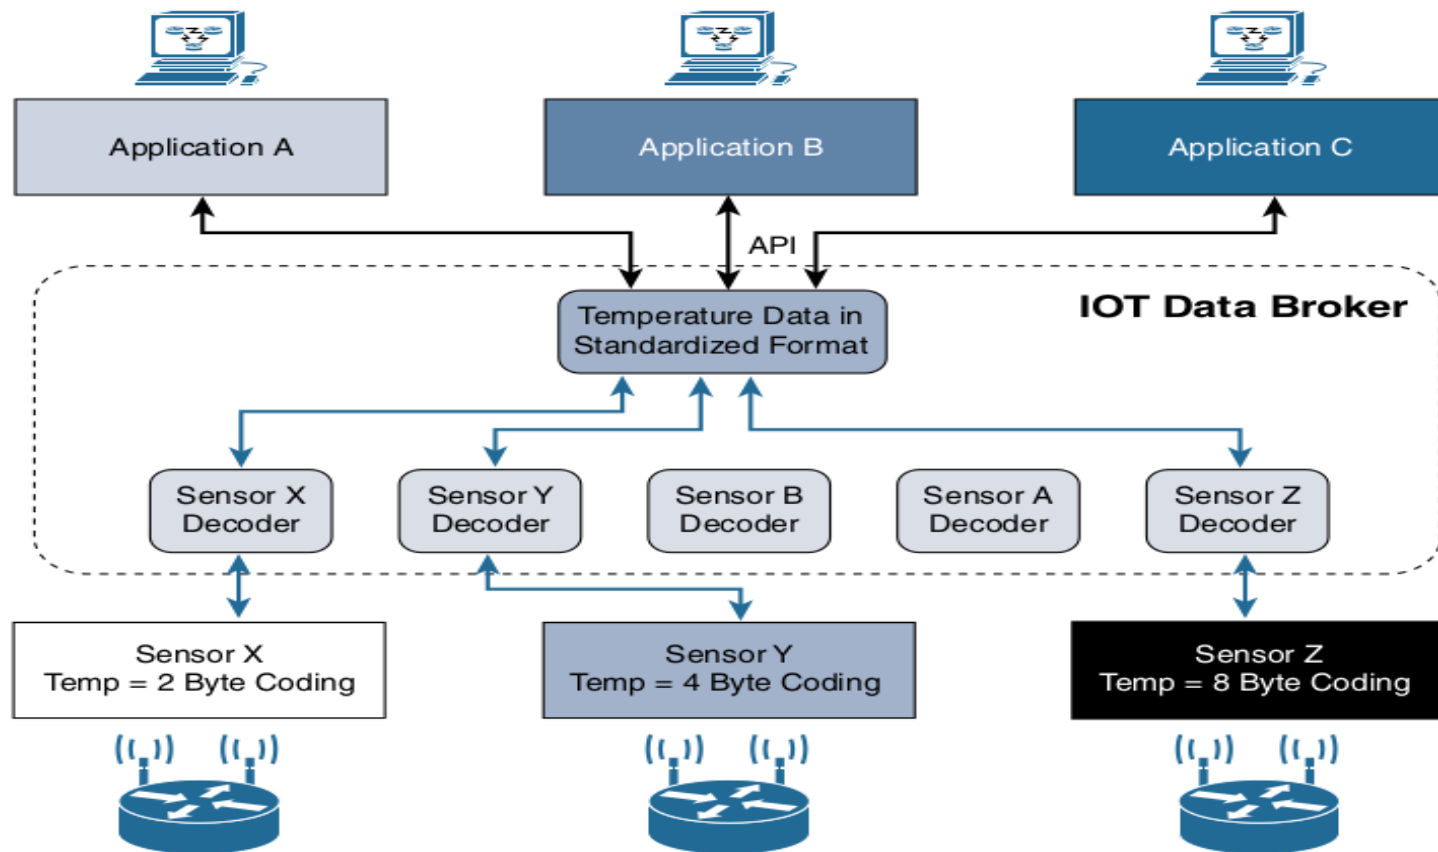 Application A
Application B
Application C
API
IOT Data Broker
Temperature Data in
Standardized Format
Sensor X
Decoder
Sensor Y
Decoder
Sensor B
Decoder
Sensor A
Decoder
Sensor Z
Decoder
Sensor X
Temp = 2 Byte Coding
Sensor Y
Temp = 4 Byte Coding
Sensor Z
Temp = 8 Byte Coding